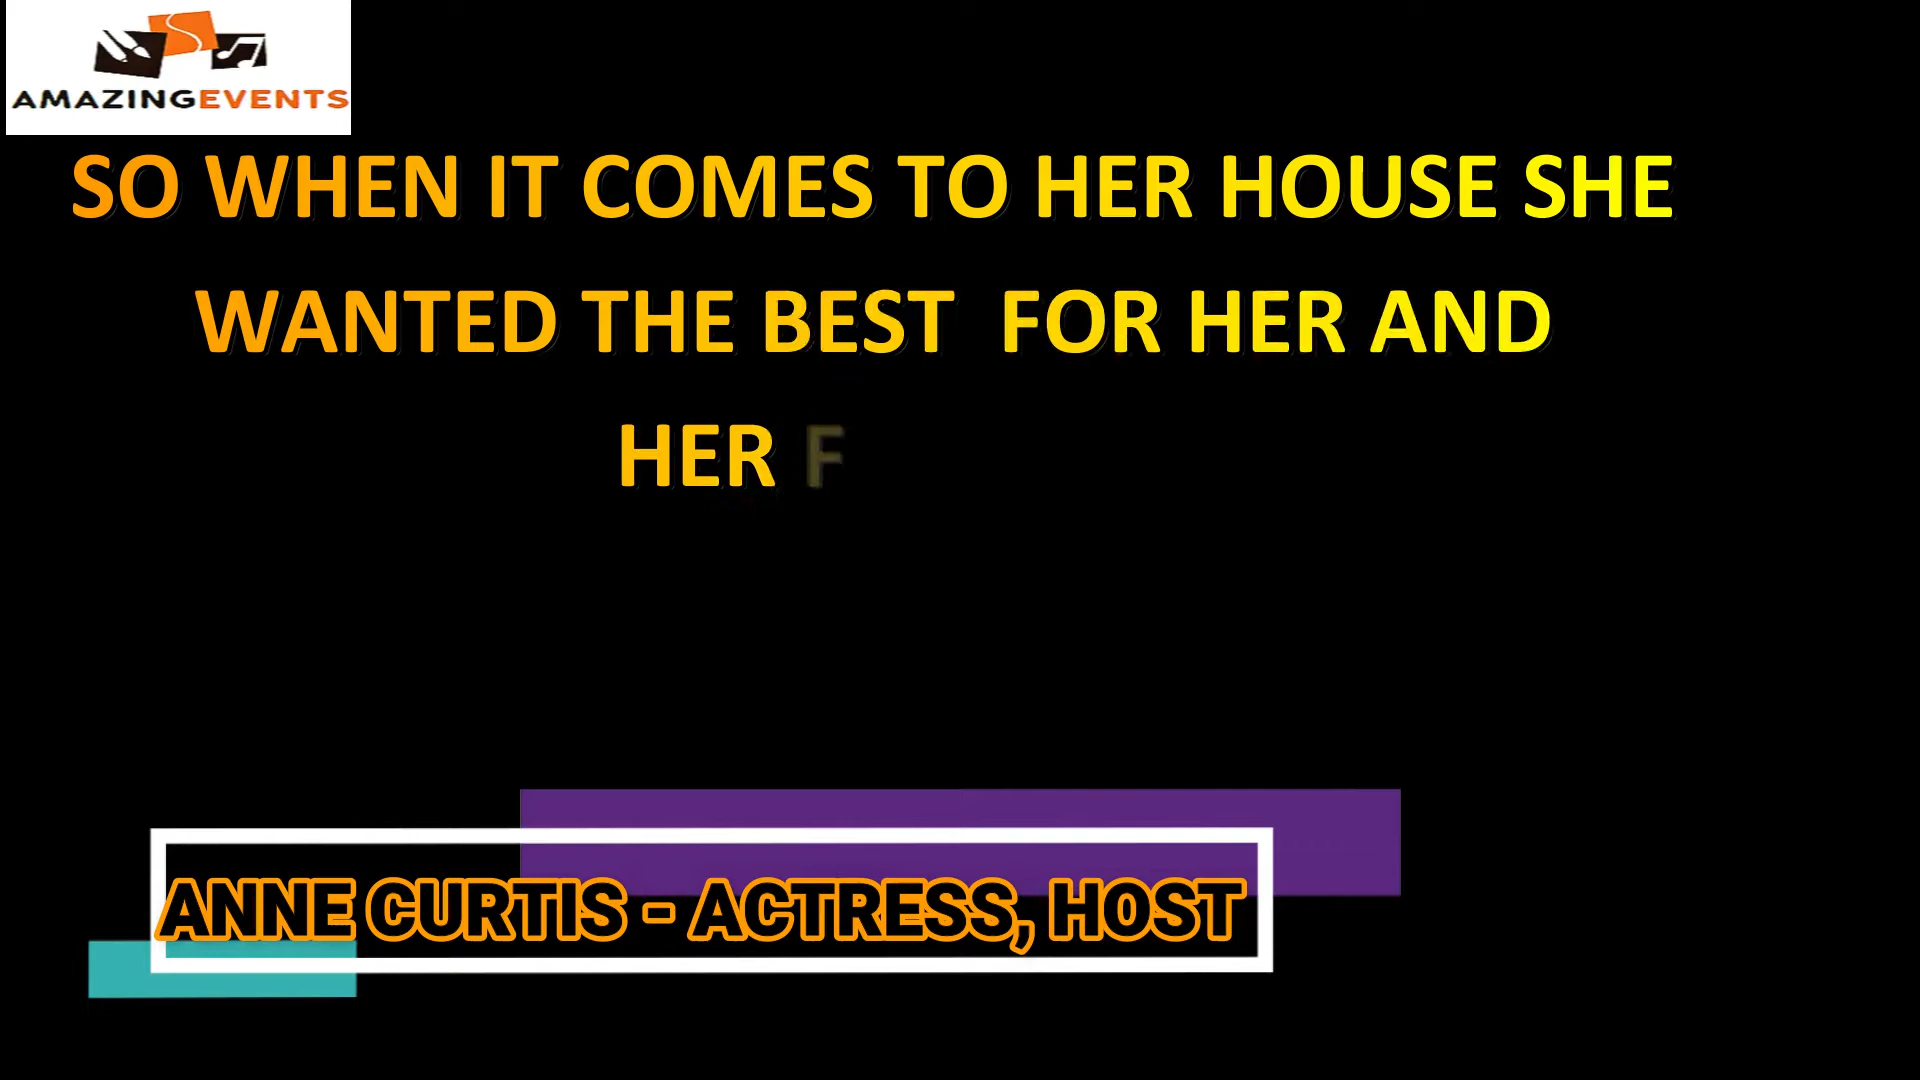 AMAZINGEVENTS
SO WHEN IT COMES TO HER HOUSE SHE
WANTED THE BEST FOR HER AND
HER F
ANNE CURTIS - ACTRESS, HOST